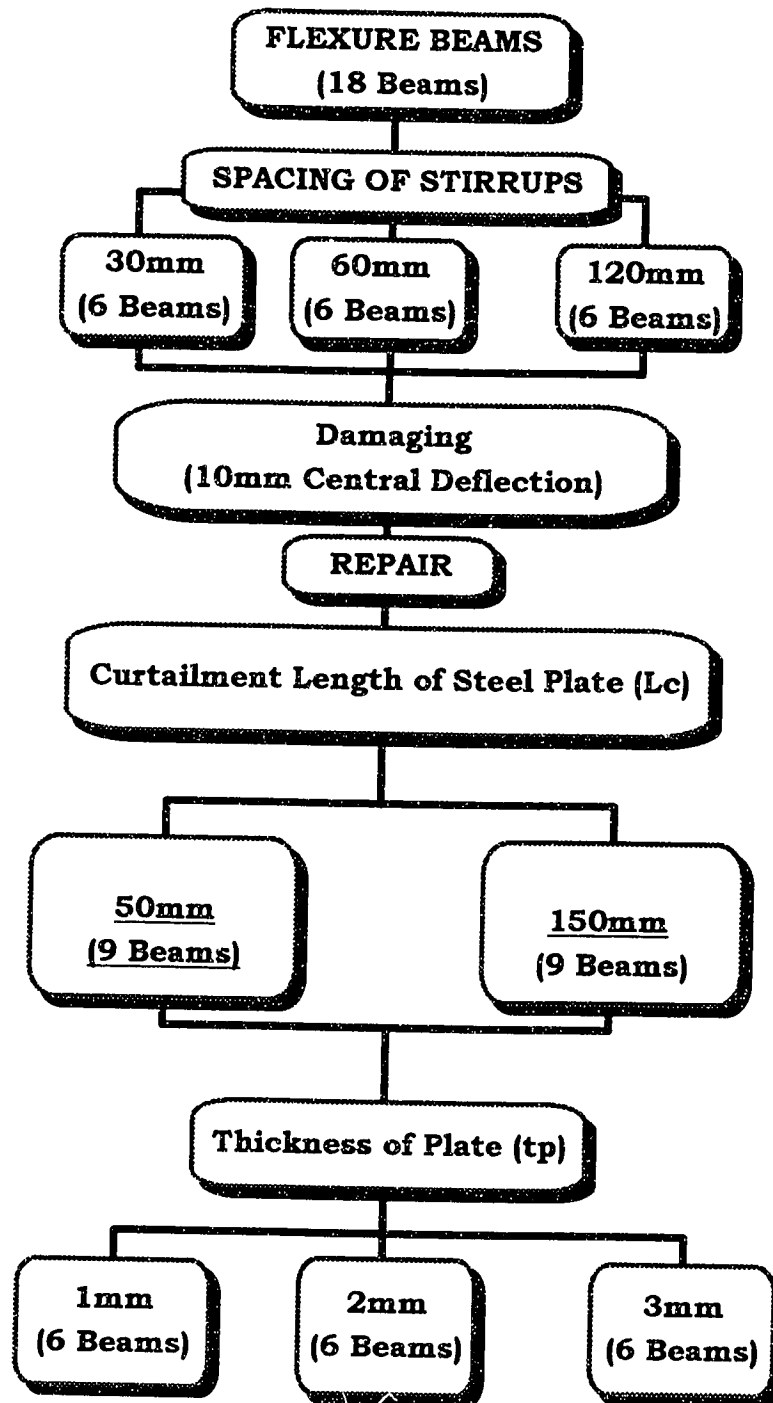 FLEXURE BEAMS
(18 Beams)
SPACING OF STIRRUPS
30mm
(6 Beams)
60mm
(6 Beams)
120mm
(6 Beams)
Damaging
(10mm Central Deflection)
REPAIR
Curtailment Length of Steel Plate (Lc)
50mm
(9 Beams)
150mm
(9 Beams)
Thickness of Plate (tp)
1mm
(6 Beams)
2mm
(6 Beams)
3mm
(6 Beams)